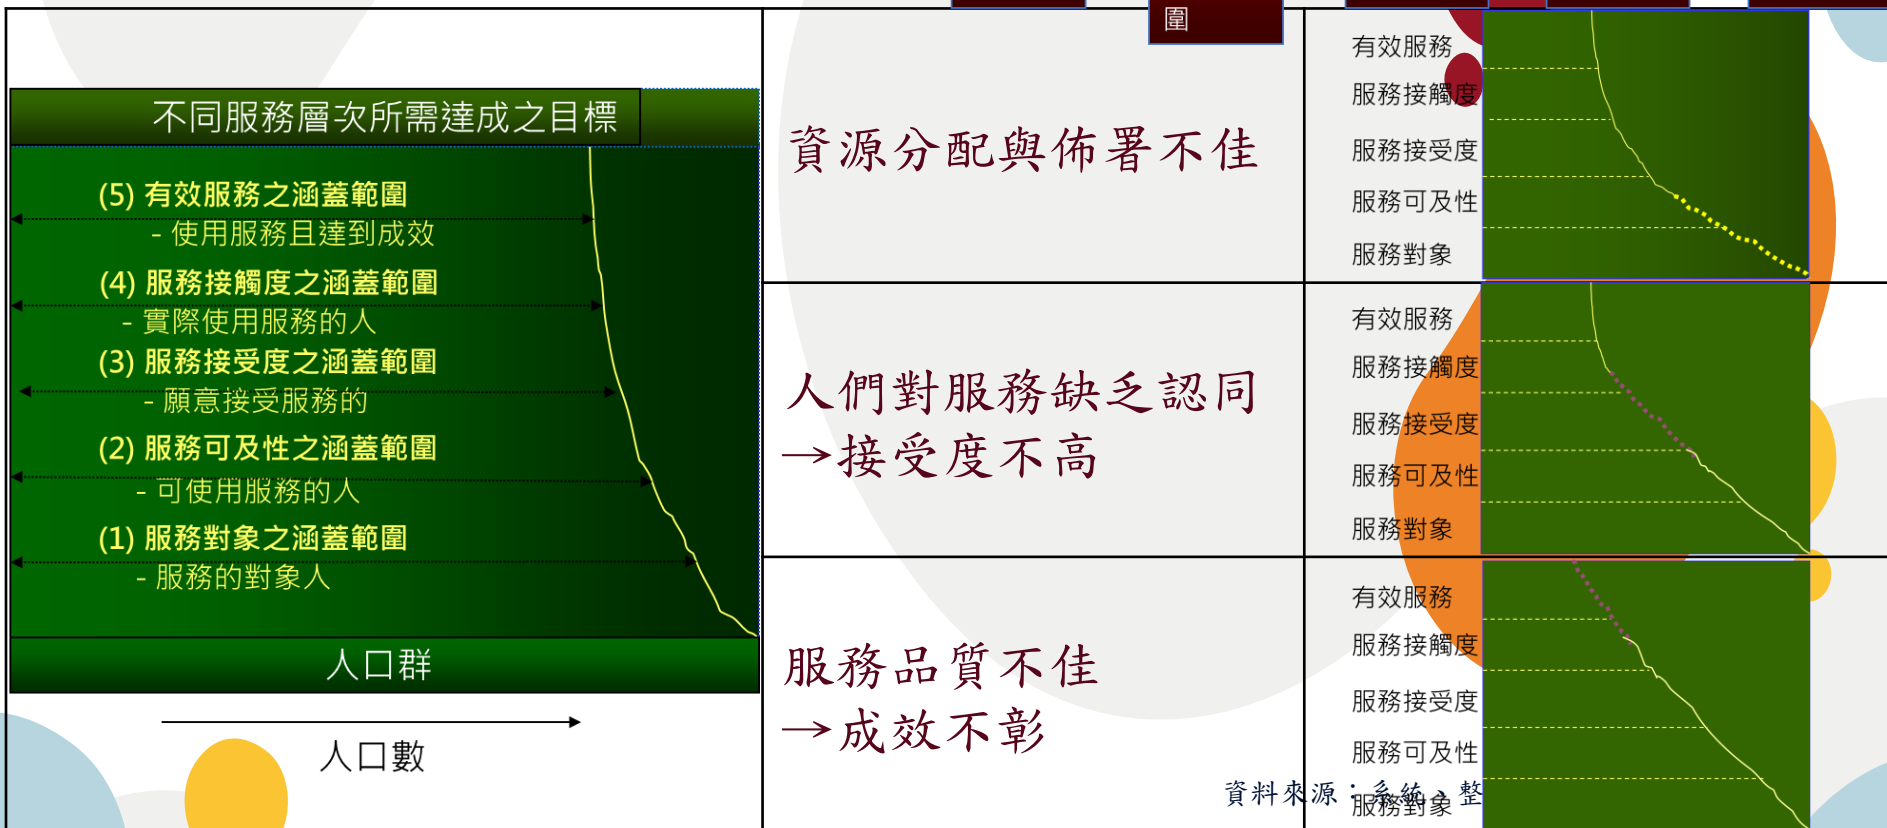 圍
不同服務層次所需達成之目標
(5) 有效服務之涵蓋範圍
- 使用服務且達到成效
(4) 服務接觸度之涵蓋範圍
- 實際使用服務的人
(3) 服務接受度之涵蓋範圍
- 願意接受服務的
(2) 服務可及性之涵蓋範圍
- 可使用服務的人
(1) 服務對象之涵蓋範圍
- 服務的對象人
人口群
人口數
資源分配與佈署不佳
有效服務
服務接觸度
服務接受度
服務可及性
服務對象
人們對服務缺乏認同
→接受度不高
有效服務
服務接觸度
服務接受度
服務可及性
服務對象
服務品質不佳
→成效不彰
有效服務
服務接觸度
服務接受度
服務可及性
服務對象
資料來源：系統、整